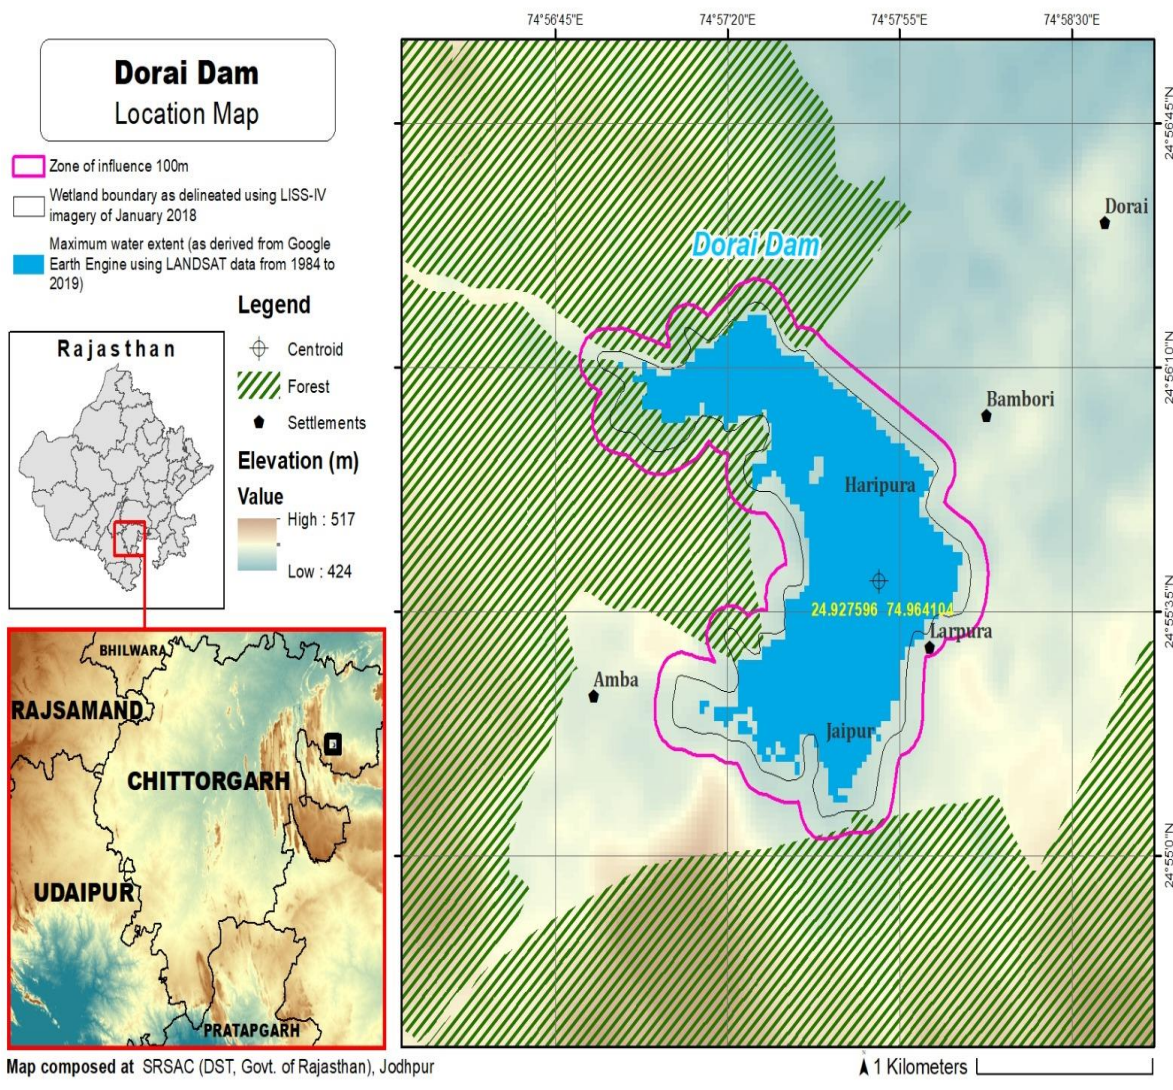 Dorai Dam
Location Map
Zone of influence 100m
Wetland boundary as delineated using LISS-IV
imagery of January 2018
Maximum water extent (as derived from Google
Earth Engine using LANDSAT data from 1984 to
2019)
Legend
Centroid
Forest
Settlements
Elevation (m)
Value
High : 517
Low : 424
Rajasthan
BHILWARA
RAJSAMAND
CHITTORGARH
UDAIPUR
PRATAPGARH
74°56'45"E 74°57'20"E 74°57'55"E 74°58'30"E
24°56'45"N
24°56'10"N
24°55'35"N
24°55'0"N
Dorai
Dorai Dam
Bambori
Haripura
24.927596 74.964104
Larpura
Amba
Jaipur
Map composed at SRSAC (DST, Govt. of Rajasthan), Jodhpur
1 Kilometers